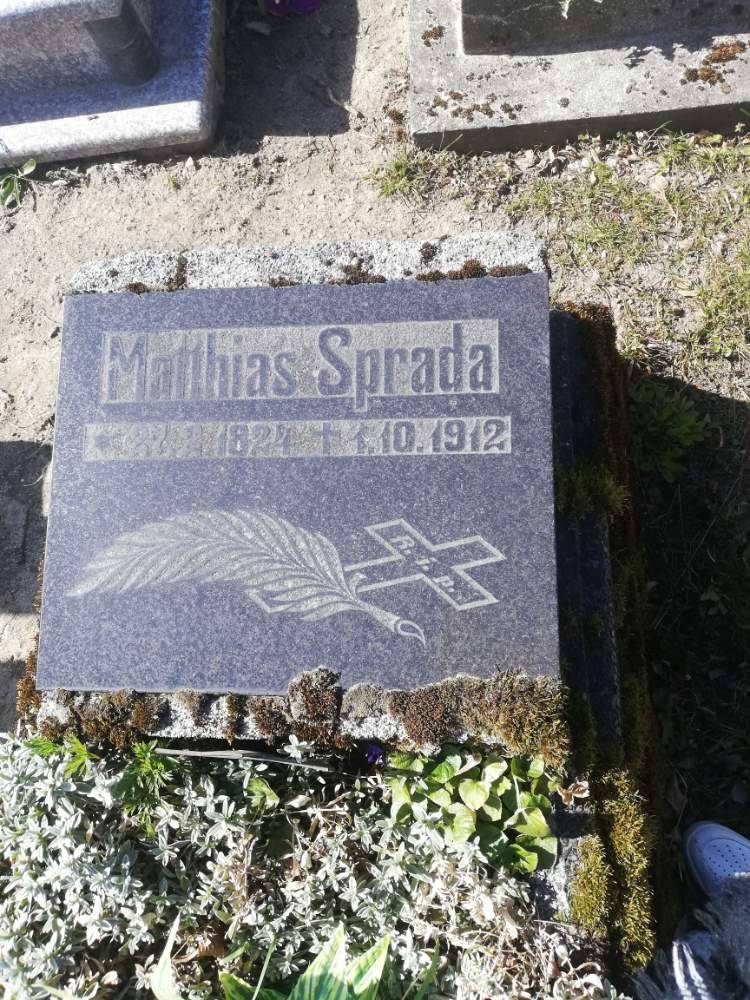 Matthias Sprada
1824 † 1.10.1912
R.I.P.